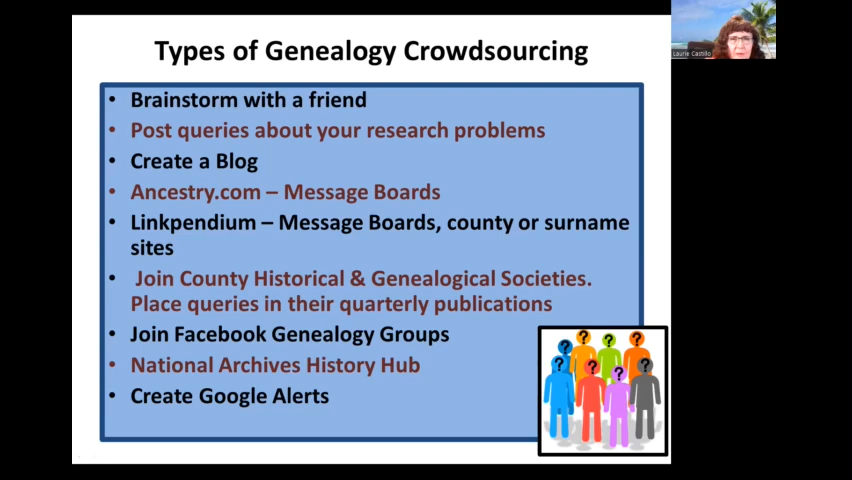 Types of Genealogy Crowdsourcing
Laurie Castillo
• Brainstorm with a friend
• Post queries about your research problems
• Create a Blog
• Ancestry.com – Message Boards
• Linkpendium – Message Boards, county or surname
sites
• Join County Historical & Genealogical Societies.
Place queries in their quarterly publications
• Join Facebook Genealogy Groups
• National Archives History Hub
• Create Google Alerts
? ? ? ?
? ? ? ?